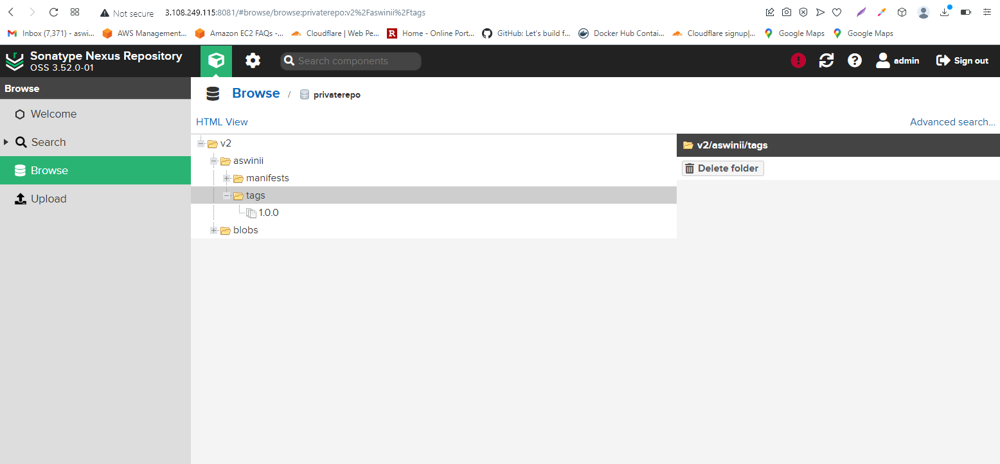 Not secure
3.108.249.115:8081/#browse/browse:privaterepo:v2%2Faswinii%2Ftags
Inbox (7,371) - aswi...
AWS Management...
Amazon EC2 FAQs -...
Cloudflare | Web Pe...
R
Home - Online Port...
GitHub: Let's build f...
Docker Hub Contai...
Cloudflare signup|...
Google Maps
Google Maps
r
Sonatype Nexus Repository
OSS 3.52.0-01
Search components
admin
Sign out
Browse
Welcome
Search
Browse
Upload
Browse / privaterepo
HTML View
Advanced search...
v2
aswinii
manifests
tags
1.0.0
blobs
v2/aswinii/tags
Delete folder